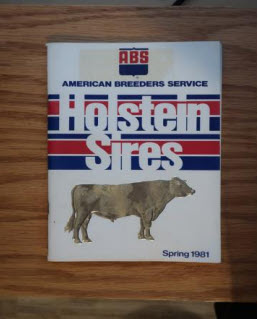 ABS
AMERICAN BREEDERS SERVICE
Holstein
Sires
Spring 1981